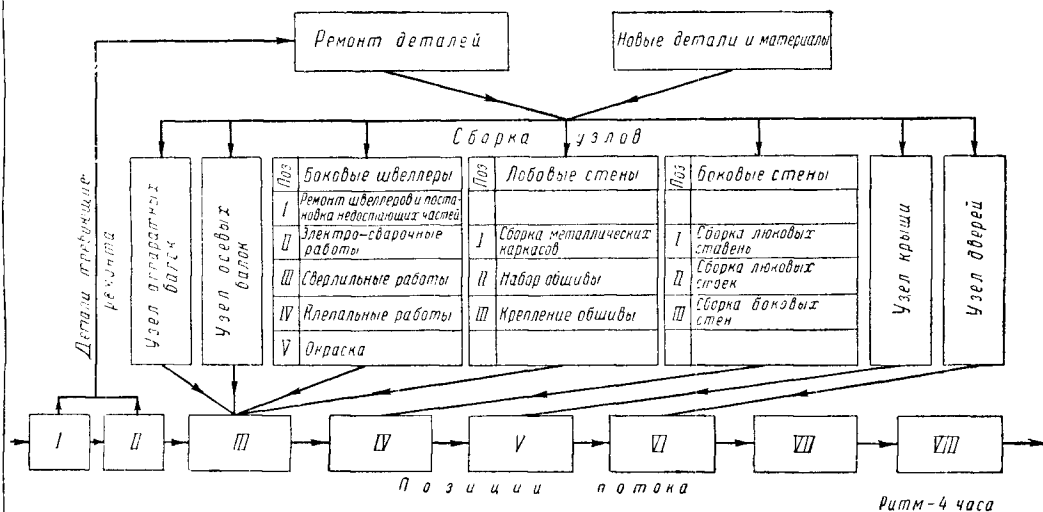 Ремонт деталей
Новые детали и материалы
Сборка узлов
Детали требующие
ремонта
Узел аппаратных
балок
Узел осевых
балок
Поз
Боковые швеллеры
I
Ремонт швеллеров и поста-
новка недостающих частей
II
Электро-сварочные
работы
III
Сверлильные работы
IV
Клепальные работы
V
Окраска
Поз
Лобовые стены
I
Сборка металлических
каркасов
II
Набор обшивы
III
Крепление обшивы
Поз
Боковые стены
I
Сборка люковых
ставень
II
Сборка люковых
стоек
III
Сборка боковых
стен
Узел крыши
Узел дверей
I
II
III
IV
V
VI
VII
VIII
Позиции потока
Ритм-4 часа